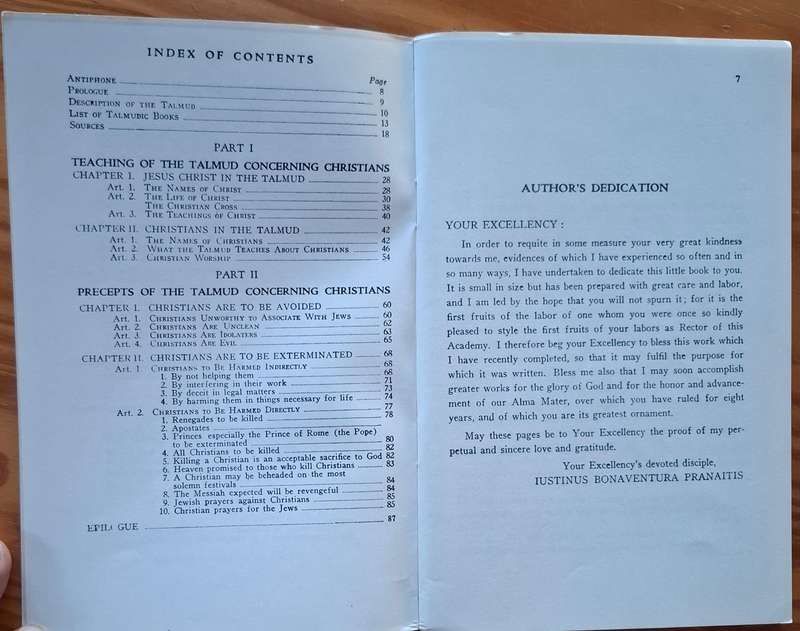 INDEX OF CONTENTS
Page
ANTIPHONE 8
PROLOGUE 9
DESCRIPTION OF THE TALMUD 10
LIST OF TALMUDIC BOOKS 13
SOURCES 18
PART I
TEACHING OF THE TALMUD CONCERNING CHRISTIANS
CHAPTER I. JESUS CHRIST IN THE TALMUD 28
Art. 1. THE NAMES OF CHRIST 28
Art. 2. THE LIFE OF CHRIST 30
THE CHRISTIAN CROSS 38
Art. 3. THE TEACHINGS OF CHRIST 40
CHAPTER II. CHRISTIANS IN THE TALMUD 42
Art. 1. THE NAMES OF CHRISTIANS 42
Art. 2. WHAT THE TALMUD TEACHES ABOUT CHRISTIANS 46
Art. 3. CHRISTIAN WORSHIP 54
PART II
PRECEPTS OF THE TALMUD CONCERNING CHRISTIANS
CHAPTER I. CHRISTIANS ARE TO BE AVOIDED 60
Art. 1. CHRISTIANS UNWORTHY TO ASSOCIATE WITH JEWS 60
Art. 2. CHRISTIANS ARE UNCLEAN 62
Art. 3. CHRISTIANS ARE IDOLATERS 63
Art. 4. CHRISTIANS ARE EVIL 65
CHAPTER II. CHRISTIANS ARE TO BE EXTERMINATED 68
Art. 1. CHRISTIANS TO BE HARMED INDIRECTLY 68
1. By not helping them 68
2. By interfering in their work 71
3. By deceit in legal matters 73
4. By harming them in things necessary for life 74
Art. 2. CHRISTIANS TO BE HARMED DIRECTLY 77
1. Renegades to be killed 78
2. Apostates
3. Princes especially the Prince of Rome (the Pope)
to be exterminated 80
4. All Christians to be killed 82
5. Killing a Christian is an acceptable sacrifice to God 82
6. Heaven promised to those who kill Christians 83
7. A Christian may be beheaded on the most
solemn festivals 84
8. The Messiah expected will be revengeful 84
9. Jewish prayers against Christians 85
10. Christian prayers for the Jews 85
EPIL GUE 87
7
AUTHOR'S DEDICATION
YOUR EXCELLENCY :
In order to requite in some measure your very great kindness
towards me, evidences of which I have experienced so often and in
so many ways, I have undertaken to dedicate this little book to you.
It is small in size but has been prepared with great care and labor,
and I am led by the hope that you will not spurn it; for it is the
first fruits of the labor of one whom you were once so kindly
pleased to style the first fruits of your labors as Rector of this
Academy. I therefore beg your Excellency to bless this work which
I have recently completed, so that it may fulfil the purpose for
which it was written. Bless me also that I may soon accomplish
greater works for the glory of God and for the honor and advance-
ment of our Alma Mater, over which you have ruled for eight
years, and of which you are its greatest ornament.
May these pages be to Your Excellency the proof of my per-
petual and sincere love and gratitude.
Your Excellency's devoted disciple,
IUSTINUS BONAVENTURA PRANAITIS